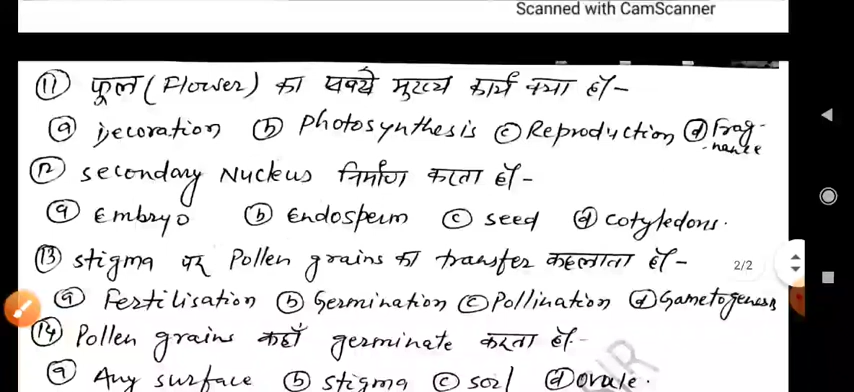 Scanned with CamScanner
⑪ फूल (Flower) का सबसे मुख्य कार्य क्या हैं-
ⓐ Decoration ⓑ Photosynthesis ⓒ Reproduction ⓓ Frag-
-nance
⑫ secondary Nucleus निर्माण करता हैं-
ⓐ Embryo ⓑ Endosperm ⓒ seed ⓓ cotyledons.
⑬ stigma पर Pollen grains का transfer कहलाता हैं-
2/2
ⓐ Fertilisation ⓑ Germination ⓒ Pollination ⓓ Gametogenesis
⑭ Pollen grains कहाँ germinate करता हैं-
ⓐ Any surface ⓑ stigma ⓒ soil ⓓ ovule.